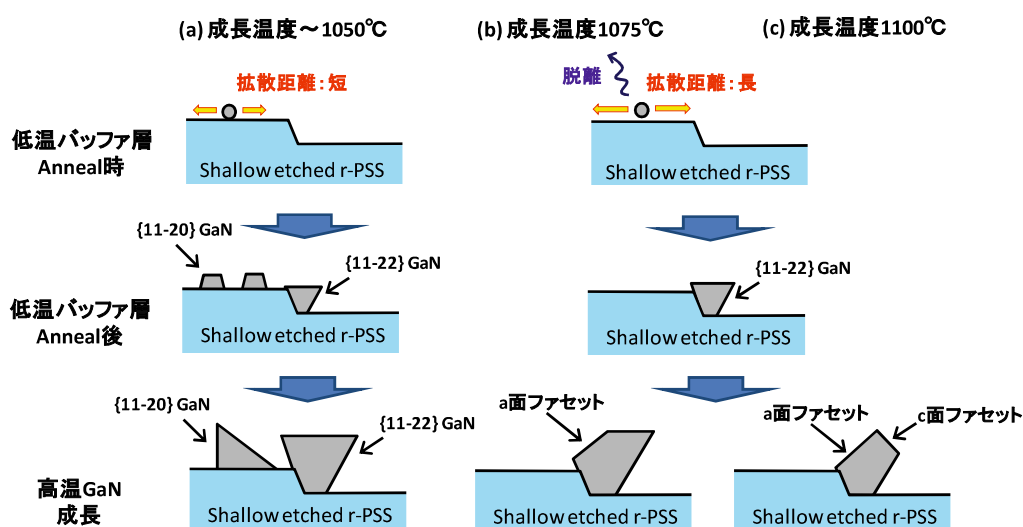 (a) 成長温度～1050℃
(b) 成長温度1075℃
(c) 成長温度1100℃
拡散距離：短
脱離
拡散距離：長
低温バッファ層
Anneal時
Shallow etched r-PSS
Shallow etched r-PSS
{11-20} GaN
{11-22} GaN
{11-22} GaN
低温バッファ層
Anneal後
Shallow etched r-PSS
Shallow etched r-PSS
{11-20} GaN
{11-22} GaN
a面ファセット
a面ファセット
c面ファセット
高温GaN
成長
Shallow etched r-PSS
Shallow etched r-PSS
Shallow etched r-PSS